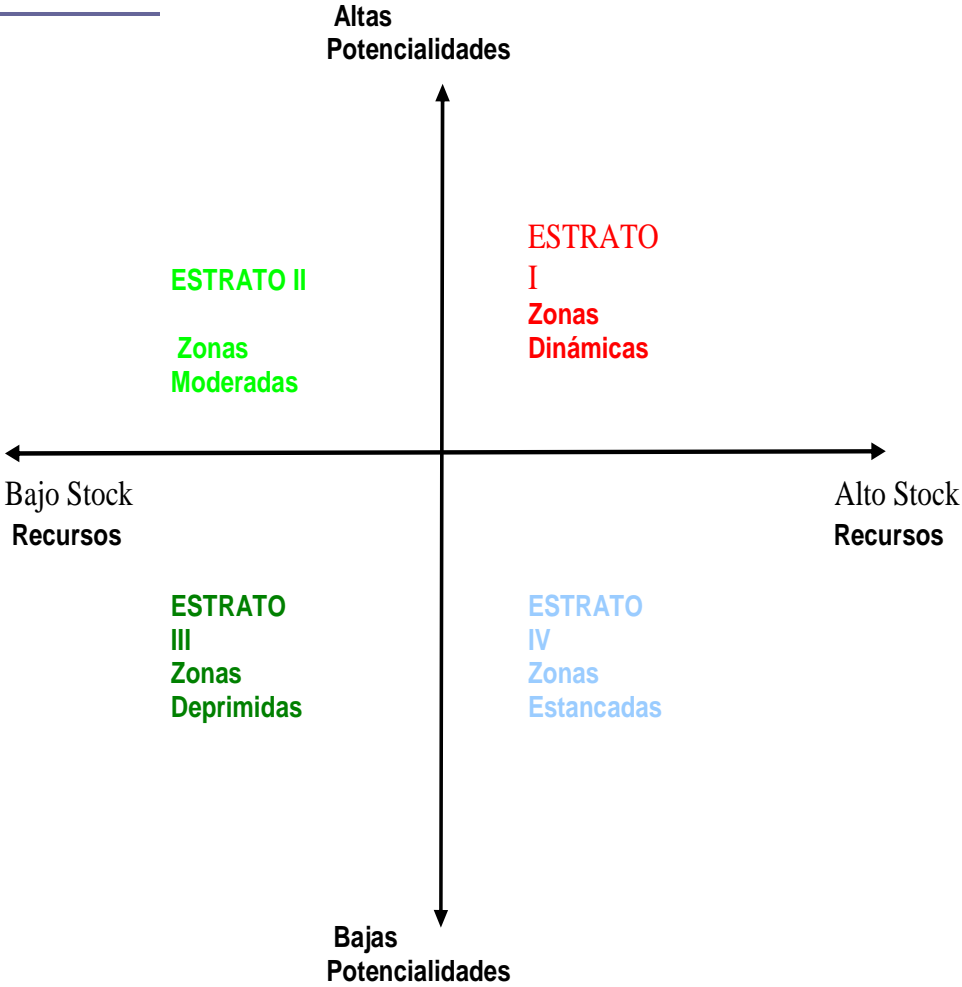 Altas
Potencialidades
ESTRATO II
Zonas
Moderadas
ESTRATO
I
Zonas
Dinámicas
Bajo Stock
Recursos
Alto Stock
Recursos
ESTRATO
III
Zonas
Deprimidas
ESTRATO
IV
Zonas
Estancadas
Bajas
Potencialidades